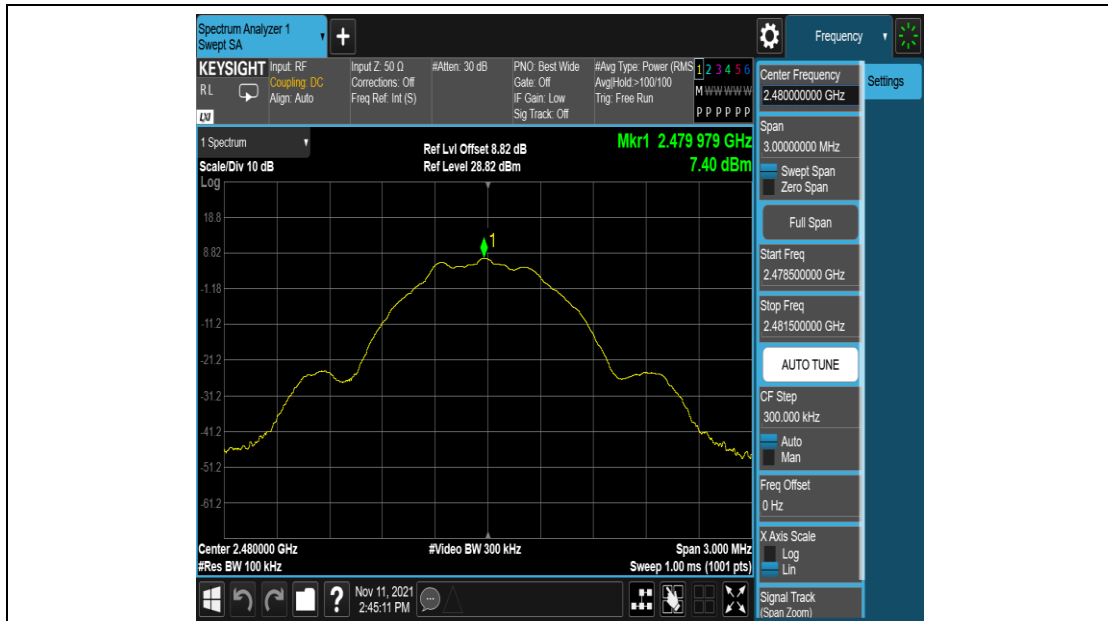 Spectrum Analyzer 1
Swept SA
Frequency
KEYSIGHT
RL
LXI
Input: RF
Coupling: DC
Align: Auto
Input Z: 50 Ω
Corrections: Off
Freq Ref: Int (S)
#Atten: 30 dB
PNO: Best Wide
Gate: Off
IF Gain: Low
Sig Track: Off
#Avg Type: Power (RMS
Avg|Hold:>100/100
Trig: Free Run
1 2 3 4 5 6
M W W W W W
P P P P P P
Settings
Center Frequency
2.480000000 GHz
Span
3.00000000 MHz
Swept Span
Zero Span
Full Span
Start Freq
2.478500000 GHz
Stop Freq
2.481500000 GHz
AUTO TUNE
CF Step
300.000 kHz
Auto
Man
Freq Offset
0 Hz
X Axis Scale
Log
Lin
Signal Track
(Span Zoom)
1 Spectrum
Scale/Div 10 dB
Ref Lvl Offset 8.82 dB
Ref Level 28.82 dBm
Mkr1 2.479 979 GHz
7.40 dBm
Log
18.8
8.82
-1.18
-11.2
-21.2
-31.2
-41.2
-51.2
-61.2
1
Center 2.480000 GHz
#Video BW 300 kHz
Span 3.000 MHz
#Res BW 100 kHz
Sweep 1.00 ms (1001 pts)
?
Nov 11, 2021
2:45:11 PM